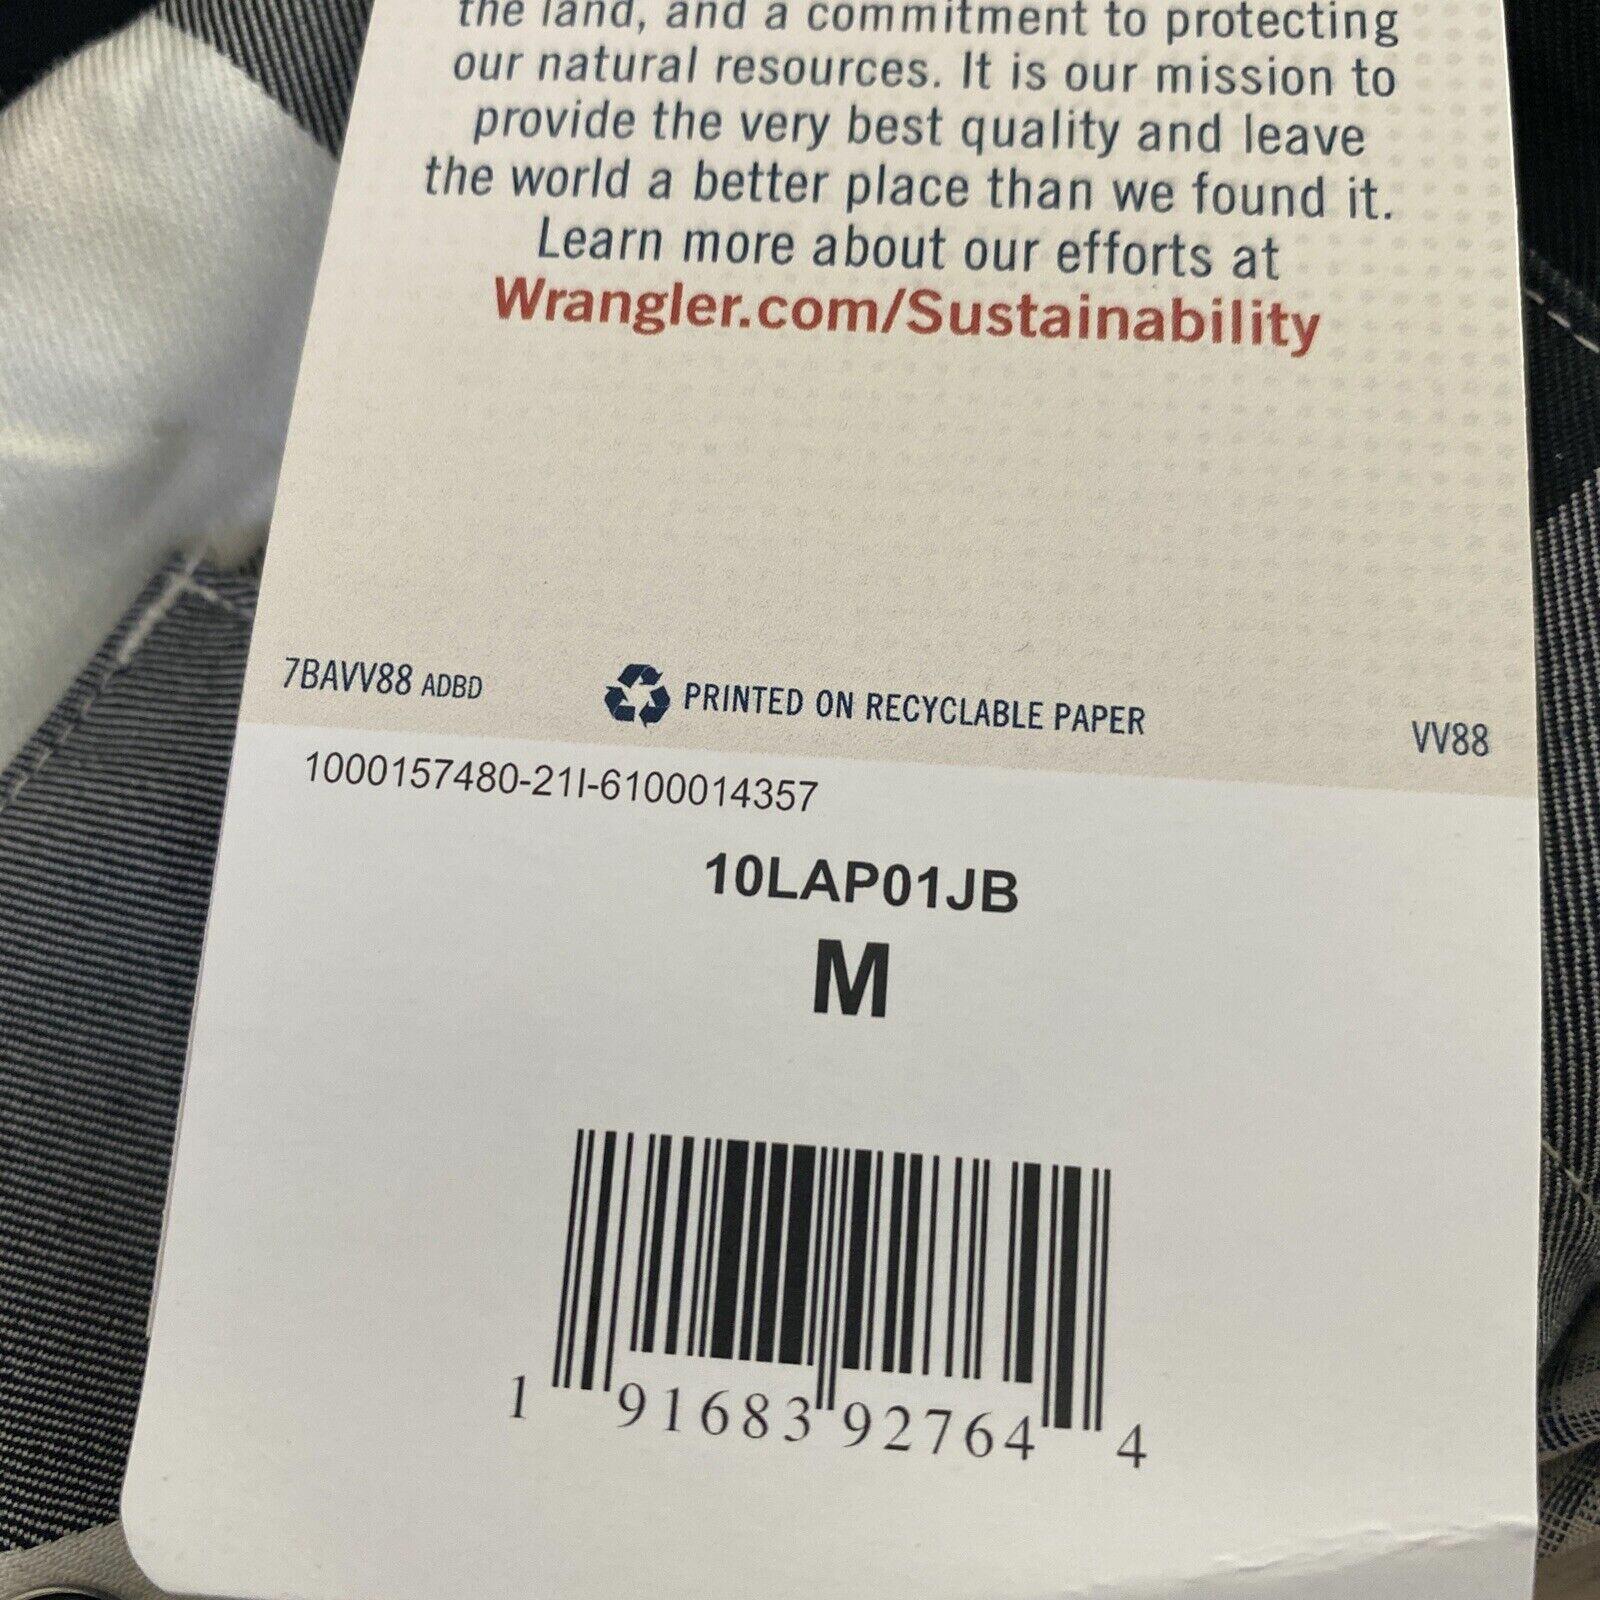 the land, and a commitment to protecting
our natural resources. It is our mission to
provide the very best quality and leave
the world a better place than we found it.
Learn more about our efforts at
Wrangler.com/Sustainability
7BAVV88 ADBD PRINTED ON RECYCLABLE PAPER VV88
1000157480-21I-6100014357
10LAP01JB
M
1 91683 92764 4